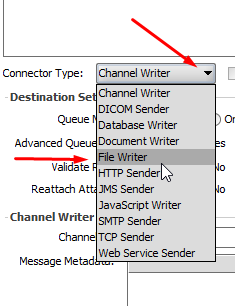 Connector Type: Channel Writer
Channel Writer
DICOM Sender
Destination Set
Database Writer
Queue
Document Writer
Advanced Queue
File Writer
Validate
No
HTTP Sender
Reattach Attach
JMS Sender
No
JavaScript Writer
Channel Writer
SMTP Sender
Channe
TCP Sender
Message Metadata:
Web Service Sender